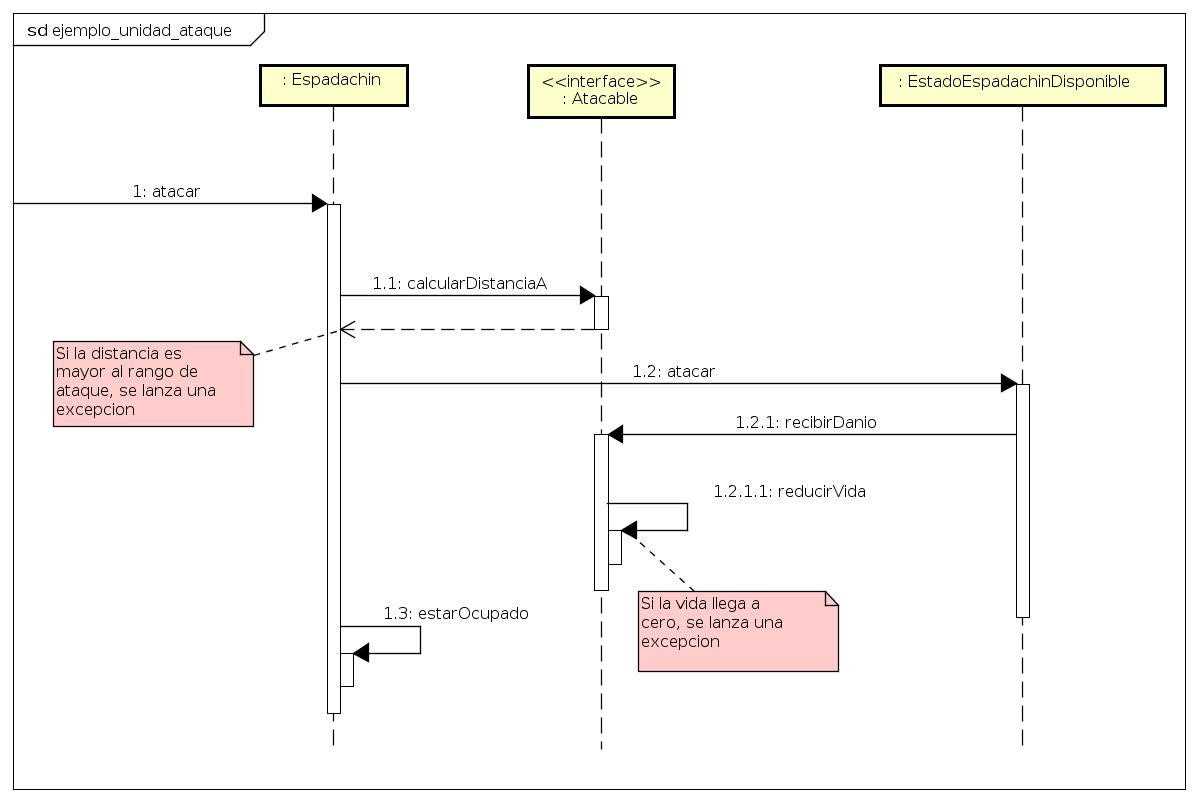 sd ejemplo_unidad_ataque
: Espadachin
<<interface>>
: Atacable
: EstadoEspadachinDisponible
1: atacar
1.1: calcularDistanciaA
Si la distancia es
mayor al rango de
ataque, se lanza una
excepcion
1.2: atacar
1.2.1: recibirDanio
1.2.1.1: reducirVida
Si la vida llega a
cero, se lanza una
excepcion
1.3: estarOcupado